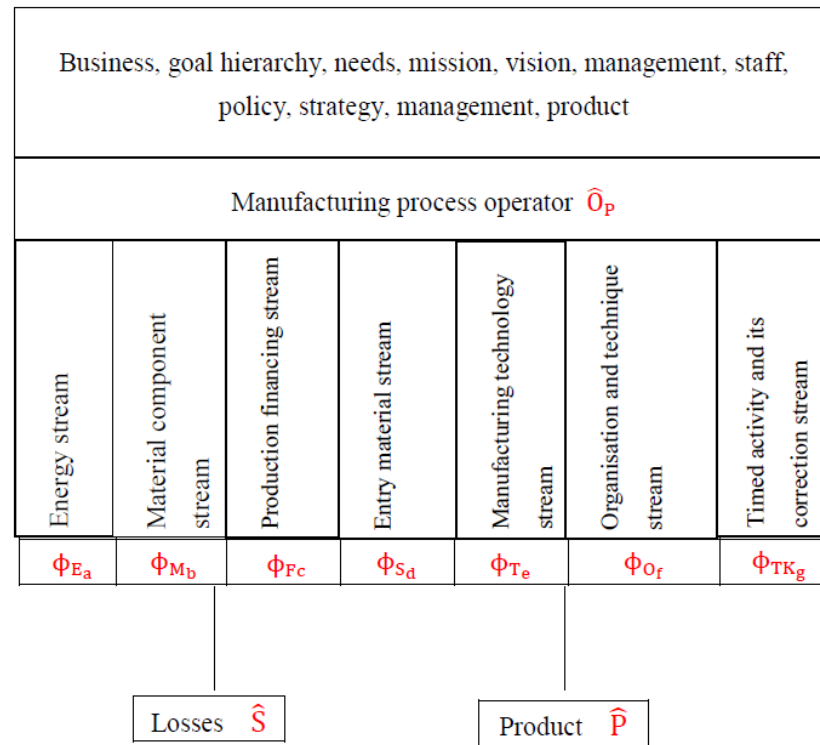 Business, goal hierarchy, needs, mission, vision, management, staff,
policy, strategy, management, product
Manufacturing process operator Ô_P
Energy stream
Material component
stream
Production financing stream
Entry material stream
Manufacturing technology
stream
Organisation and technique
stream
Timed activity and its
correction stream
Φ_{E_a} Φ_{M_b} Φ_{Fc} Φ_{S_d} Φ_{T_e} Φ_{O_f} Φ_{TK_g}
Losses Ŝ
Product P̂